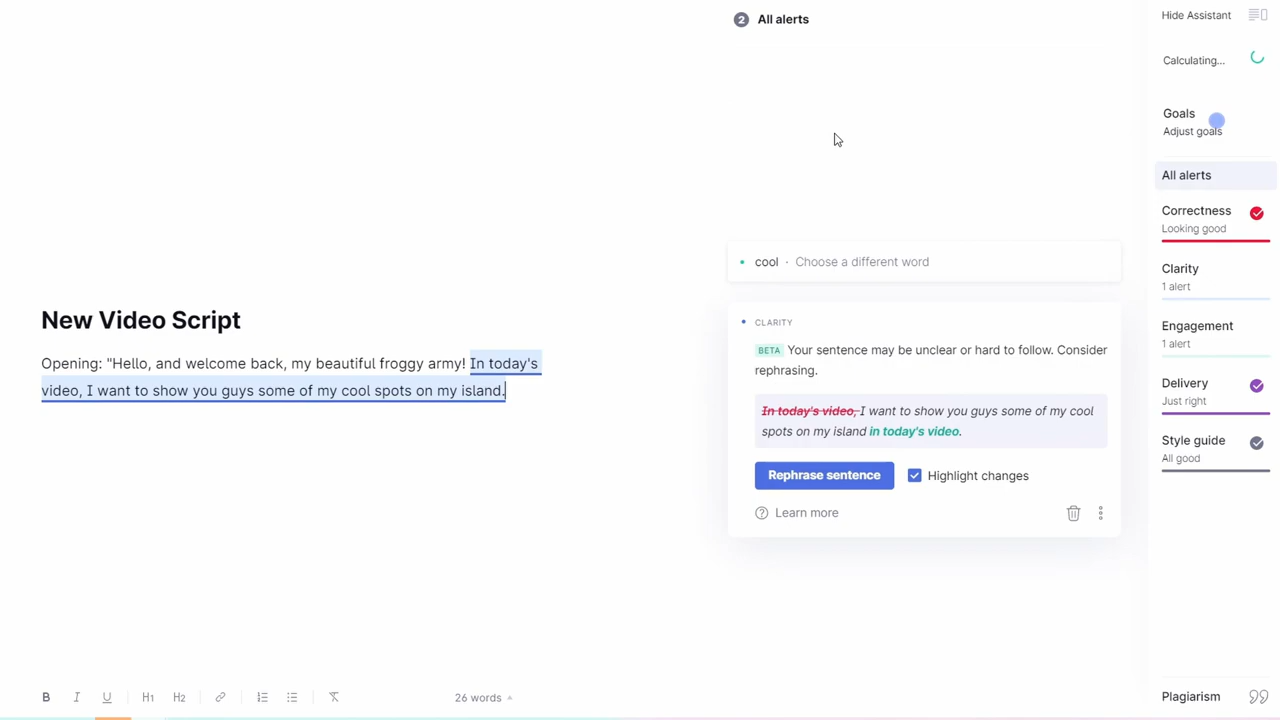 2 All alerts
Hide Assistant
Calculating...
Goals
Adjust goals
All alerts
Correctness
Looking good
Clarity
1 alert
Engagement
1 alert
Delivery
Just right
Style guide
All good
Plagiarism
cool · Choose a different word
CLARITY
BETA Your sentence may be unclear or hard to follow. Consider
rephrasing.
In today's video, I want to show you guys some of my cool
spots on my island in today's video.
Rephrase sentence
Highlight changes
Learn more
New Video Script
Opening: "Hello, and welcome back, my beautiful froggy army! In today's
video, I want to show you guys some of my cool spots on my island.
B I U H1 H2
26 words